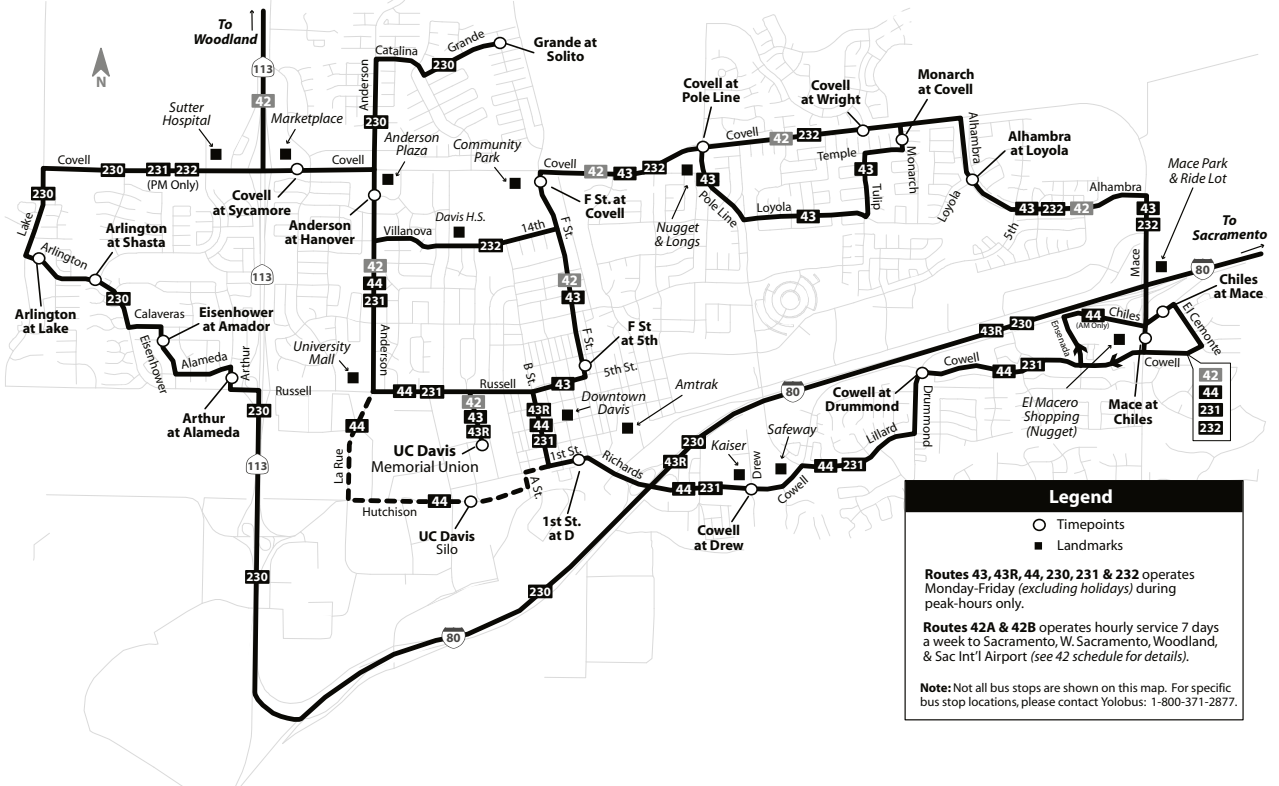 To
Woodland
113
42
N
Sutter
Hospital
Marketplace
Anderson
230
Catalina
Grande
230
Grande at
Solito
Anderson
Plaza
Community
Park
Covell
230
231
232
(PM Only)
Covell
Covell
at Sycamore
230
Lake
Arlington
Arlington
at Shasta
Arlington
at Lake
230
Calaveras
Eisenhower
Eisenhower
at Amador
Alameda
Arthur
Arthur
at Alameda
Russell
230
113
113
230
Anderson
at Hanover
Villanova
Davis H.S.
232
14th
42
44
231
Anderson
University
Mall
44
231
Russell
44
La Rue
44
Hutchison
42
43
43R
UC Davis
Memorial Union
UC Davis
Silo
B St.
43
43R
44
231
1st St.
A St.
1st St.
at D
Richards
Covell
42
43
232
F St. at
Covell
F St.
42
43
F St.
F St
at 5th
5th St.
Downtown
Davis
Amtrak
Covell at
Pole Line
Covell
42
232
Covell
at Wright
Monarch
at Covell
Nugget
& Longs
43
Pole Line
Loyola
43
Temple
43
Tulip
Monarch
Alhambra
Alhambra
at Loyola
Loyola
43
232
42
5th
Alhambra
43
232
Mace
Mace Park
& Ride Lot
To
Sacramento
80
Chiles
at Mace
El Cemonte
44
Chiles
(AM Only)
Ensenada
43R
230
Cowell
44
231
Cowell
42
44
231
232
El Macero
Shopping
(Nugget)
Mace at
Chiles
Cowell at
Drummond
Drummond
Lillard
80
230
43R
Kaiser
Drew
Safeway
44
231
44
231
Cowell
Cowell
at Drew
230
80
Legend
Timepoints
Landmarks
Routes 43, 43R, 44, 230, 231 & 232 operates
Monday-Friday (excluding holidays) during
peak-hours only.
Routes 42A & 42B operates hourly service 7 days
a week to Sacramento, W. Sacramento, Woodland,
& Sac Int'l Airport (see 42 schedule for details).
Note: Not all bus stops are shown on this map. For specific
bus stop locations, please contact Yolobus: 1-800-371-2877.